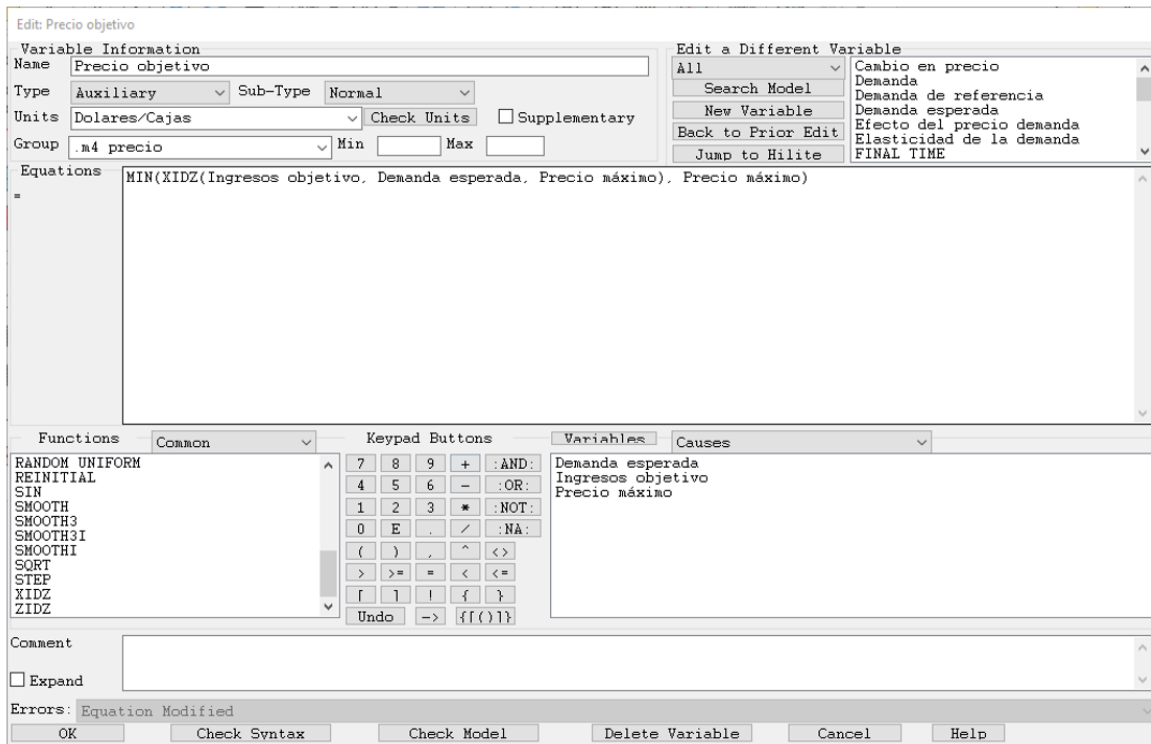 Edit: Precio objetivo
Variable Information
Name Precio objetivo
Type Auxiliary Sub-Type Normal
Units Dolares/Cajas Check Units Supplementary
Group .m4 precio Min Max
Edit a Different Variable
All
Search Model
New Variable
Back to Prior Edit
Jump to Hilite
Cambio en precio
Demanda
Demanda de referencia
Demanda esperada
Efecto del precio demanda
Elasticidad de la demanda
FINAL TIME
Equations
=
MIN(XIDZ(Ingresos objetivo, Demanda esperada, Precio máximo), Precio máximo)
Functions Common
RANDOM UNIFORM
REINITIAL
SIN
SMOOTH
SMOOTH3
SMOOTH3I
SMOOTHI
SQRT
STEP
XIDZ
ZIDZ
Keypad Buttons
7 8 9 + :AND:
4 5 6 - :OR:
1 2 3 * :NOT:
0 E . / :NA:
( ) , ^ <>
> >= = < <=
[ ] ! { }
Undo -> {[()]}
Variables Causes
Demanda esperada
Ingresos objetivo
Precio máximo
Comment
Expand
Errors: Equation Modified
OK Check Syntax Check Model Delete Variable Cancel Help